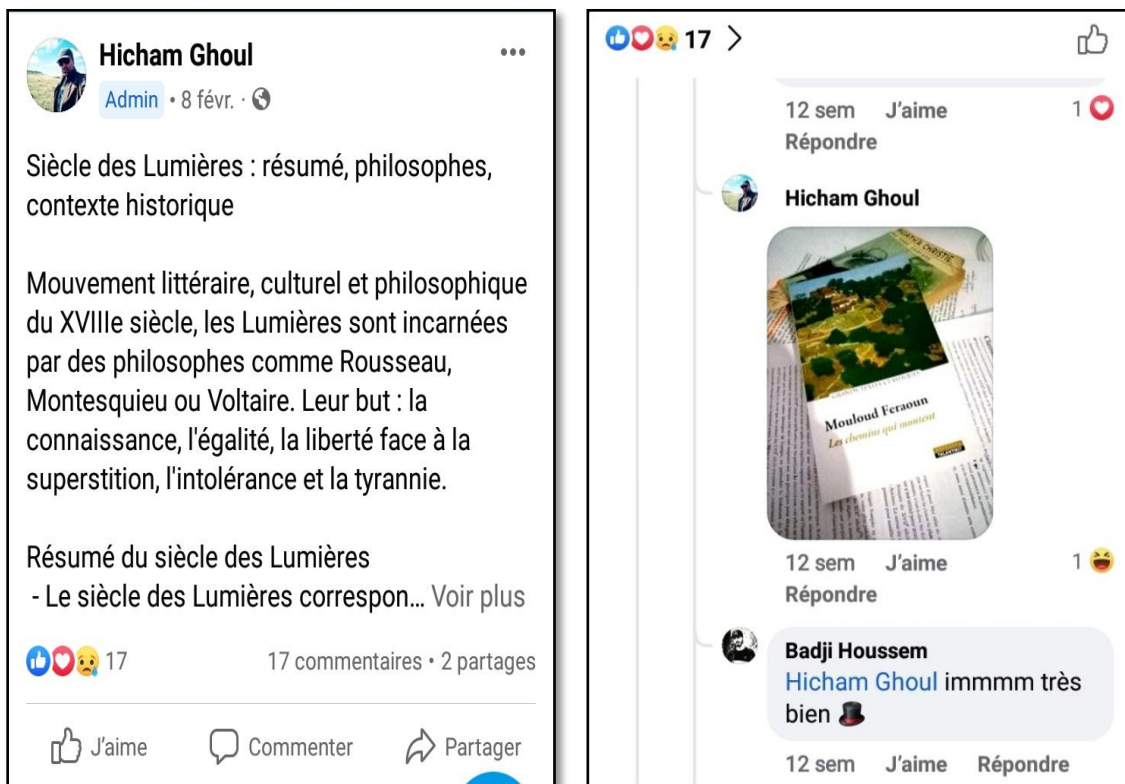 Hicham Ghoul
Admin • 8 févr. ·
Siècle des Lumières : résumé, philosophes,
contexte historique
Mouvement littéraire, culturel et philosophique
du XVIIIe siècle, les Lumières sont incarnées
par des philosophes comme Rousseau,
Montesquieu ou Voltaire. Leur but : la
connaissance, l'égalité, la liberté face à la
superstition, l'intolérance et la tyrannie.
Résumé du siècle des Lumières
- Le siècle des Lumières correspon... Voir plus
17
17 commentaires • 2 partages
J'aime Commenter Partager
17
12 sem J'aime 1
Répondre
Hicham Ghoul
AGATHA CHRISTIE
Mouloud Feraoun
Les chemins qui montent
12 sem J'aime 1
Répondre
Badji Houssem
Hicham Ghoul immmm très
bien 🎩
12 sem J'aime Répondre